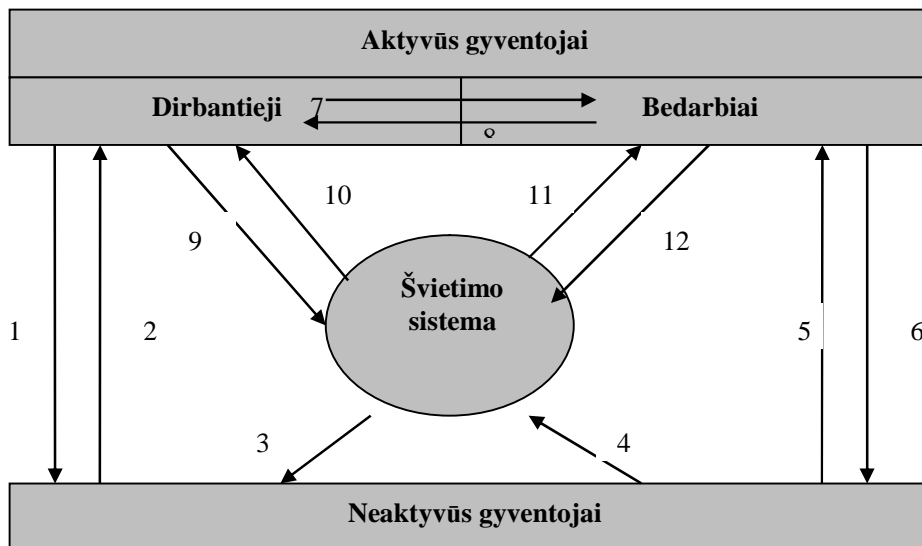 Aktyvūs gyventojai
Dirbantieji
7
8
Bedarbiai
10
11
9
12
Švietimo
sistema
1
2
5
6
3
4
Neaktyvūs gyventojai